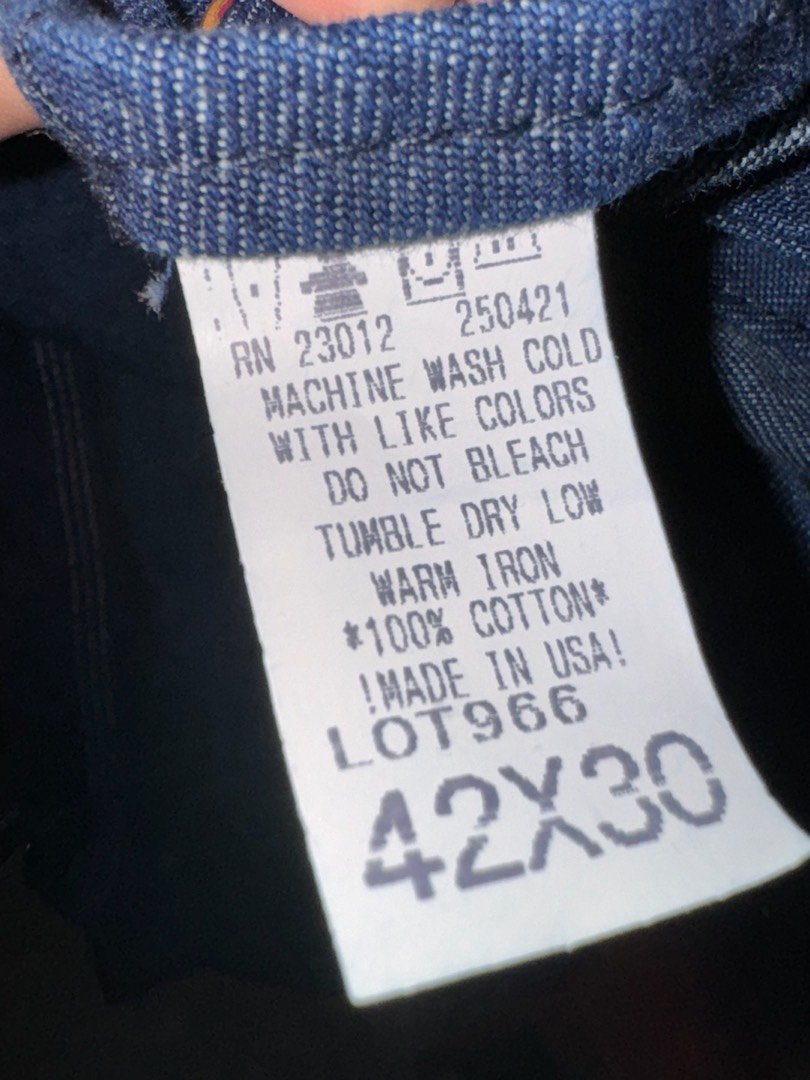 RN 23012 250421
MACHINE WASH COLD
WITH LIKE COLORS
DO NOT BLEACH
TUMBLE DRY LOW
WARM IRON
*100% COTTON*
!MADE IN USA!
LOT966
42X30